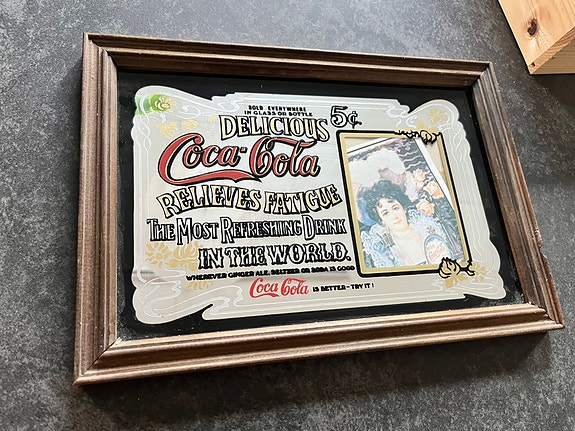 SOLD EVERYWHERE
IN GLASS OR BOTTLE
5¢.
DELICIOUS
Coca-Cola
RELIEVES FATIGUE
THE MOST REFRESHING DRINK
IN THE WORLD.
WHEREVER GINGER ALE, SELTZER OR SODA IS GOOD
Coca-Cola IS BETTER - TRY IT!